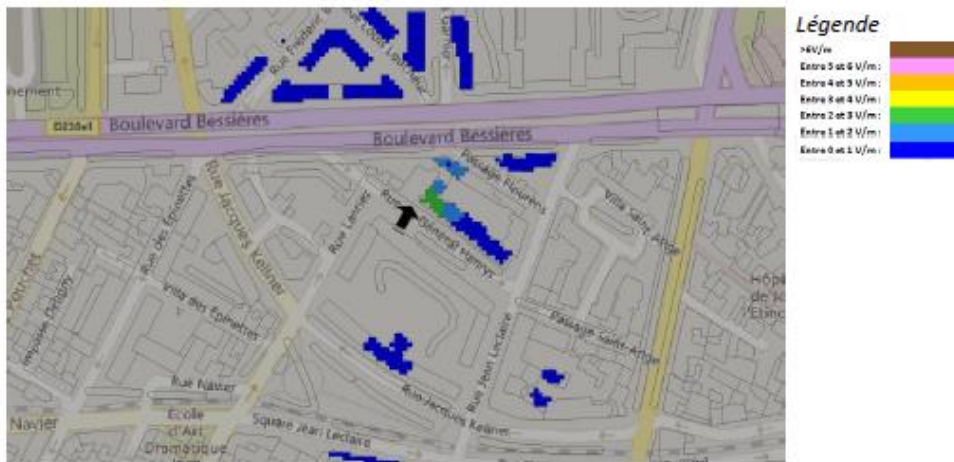 Légende
>6V/m
Entre 5 et 6 V/m :
Entre 4 et 5 V/m :
Entre 3 et 4 V/m :
Entre 2 et 3 V/m :
Entre 1 et 2 V/m :
Entre 0 et 1 V/m :
Boulevard Bessières
Boulevard Bessières
Passage Flourens
Villa Saint-Ange
Rue des Épinettes
Rue Jacques Kellner
Rue Lantiez
Rue du Général Henrys
Villa des Épinettes
Passage Saint-Ange
Rue Jean Leclaire
Rue Jacques Kellner
Rue Navier
Navier
École
d'Art
Dramatique
Square Jean Leclaire